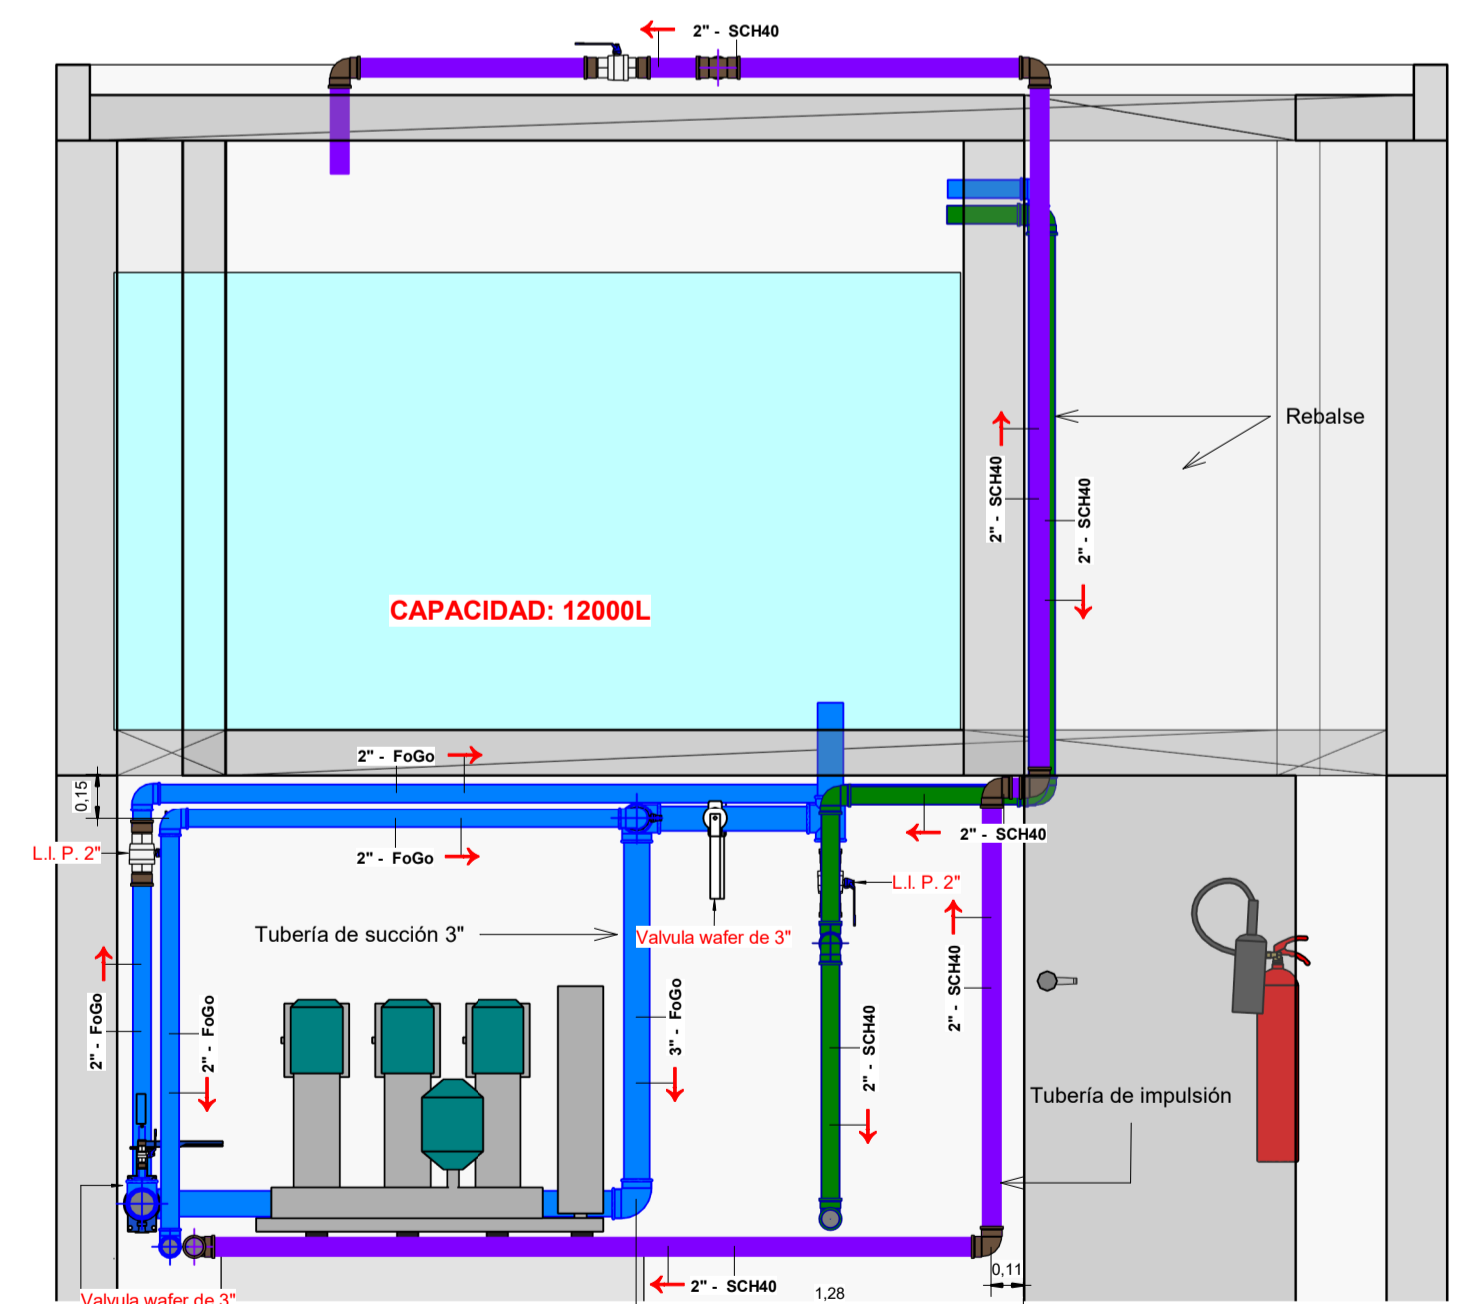 2" - SCH40
Rebalse
2" - SCH40
2" - SCH40
CAPACIDAD: 12000L
2" - FoGo
0,15
2" - SCH40
L.I. P. 2"
2" - FoGo
L.I. P. 2"
Tubería de succión 3"
Valvula wafer de 3"
2" - SCH40
2" - FoGo
2" - FoGo
3" - FoGo
2" - SCH40
Tubería de impulsión
0,11
2" - SCH40
1,28
Valvula wafer de 3"